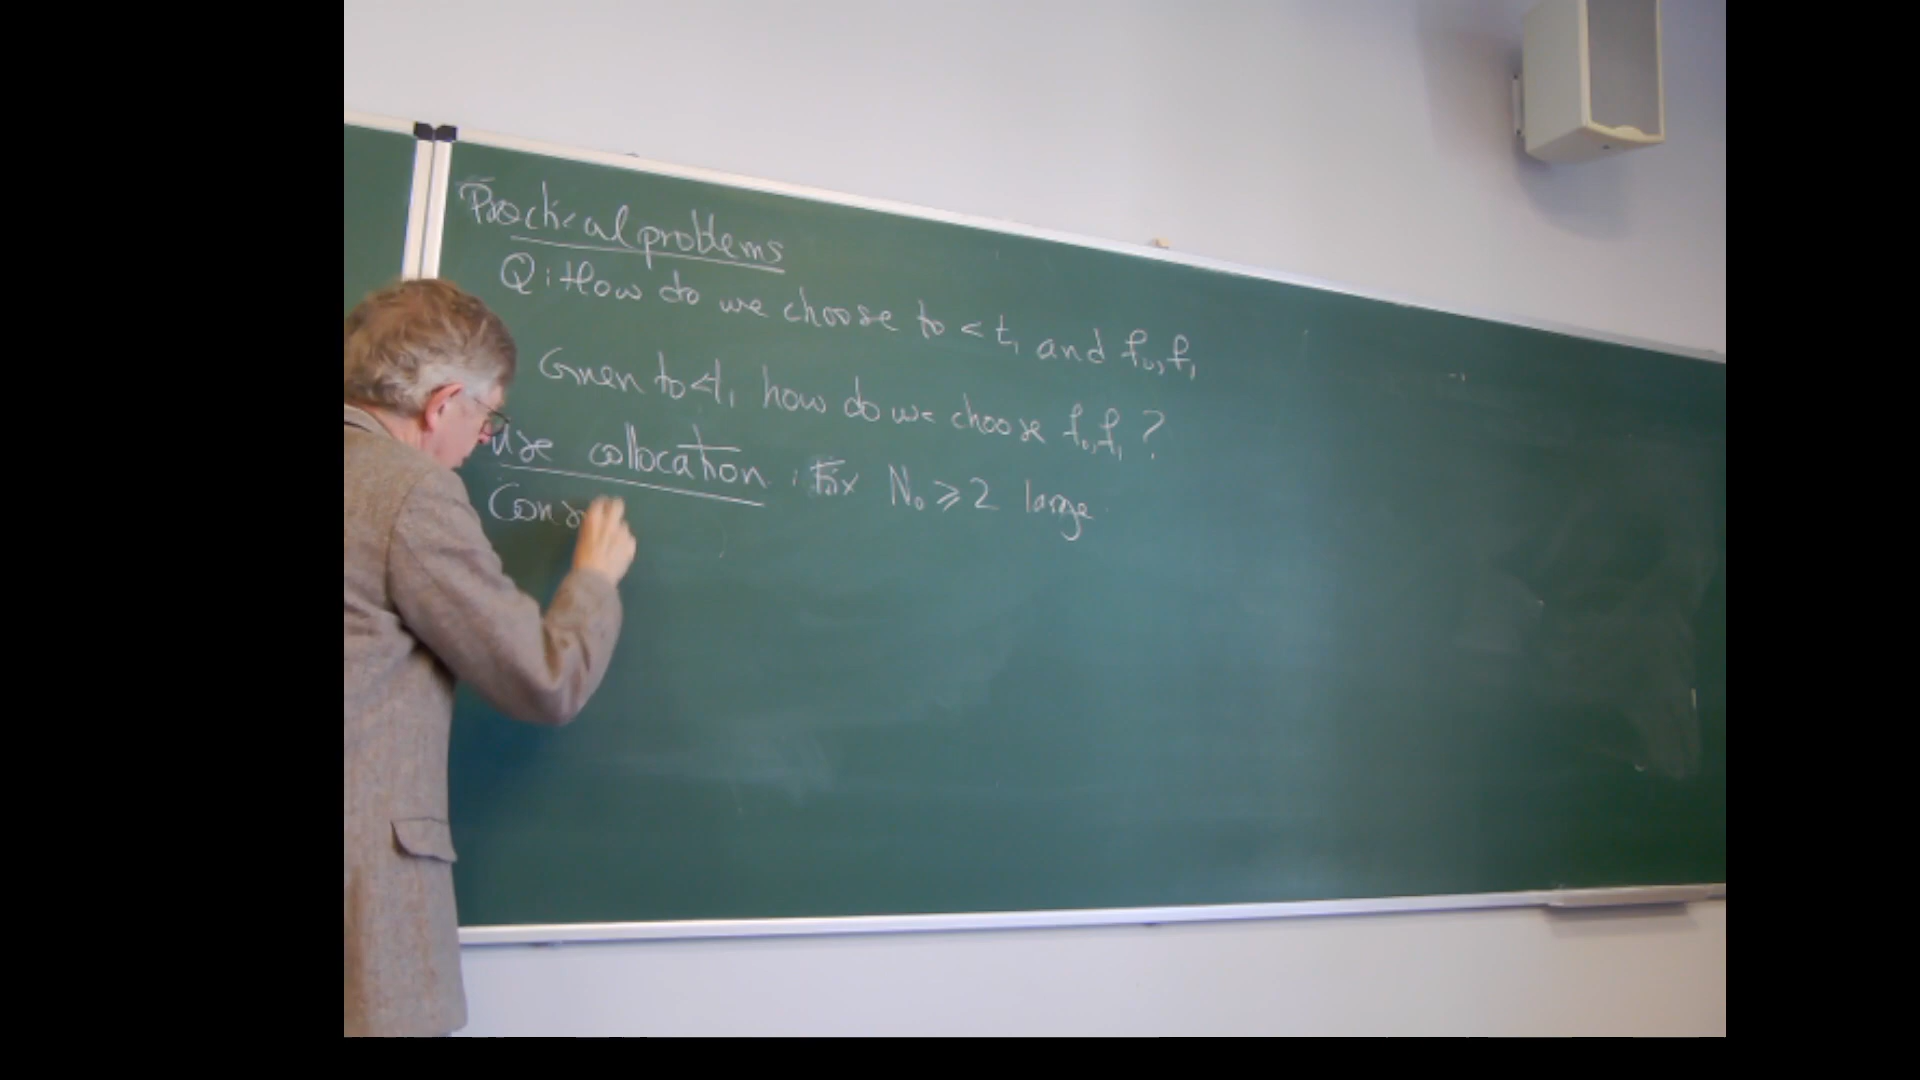 Practical problems
Q: How do we choose t₀ < t₁ and f₀, f₁
Given t₀ < t₁ how do we choose f₀, f₁ ?
Use collocation : Fix N₀ ⩾ 2 large
Cons